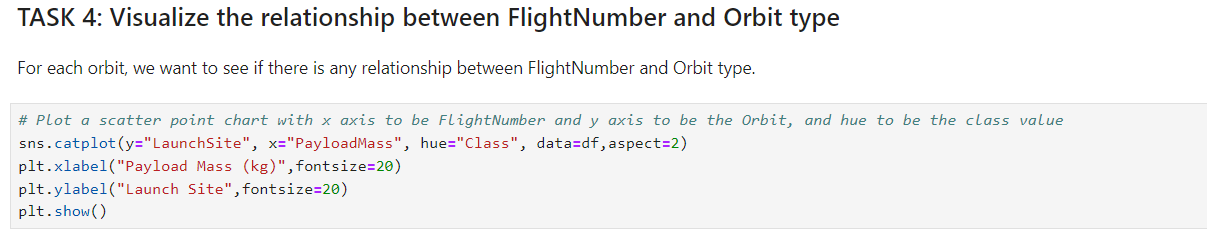 TASK 4: Visualize the relationship between FlightNumber and Orbit type
For each orbit, we want to see if there is any relationship between FlightNumber and Orbit type.
# Plot a scatter point chart with x axis to be FlightNumber and y axis to be the Orbit, and hue to be the class value
sns.catplot(y="LaunchSite", x="PayloadMass", hue="Class", data=df,aspect=2)
plt.xlabel("Payload Mass (kg)",fontsize=20)
plt.ylabel("Launch Site",fontsize=20)
plt.show()